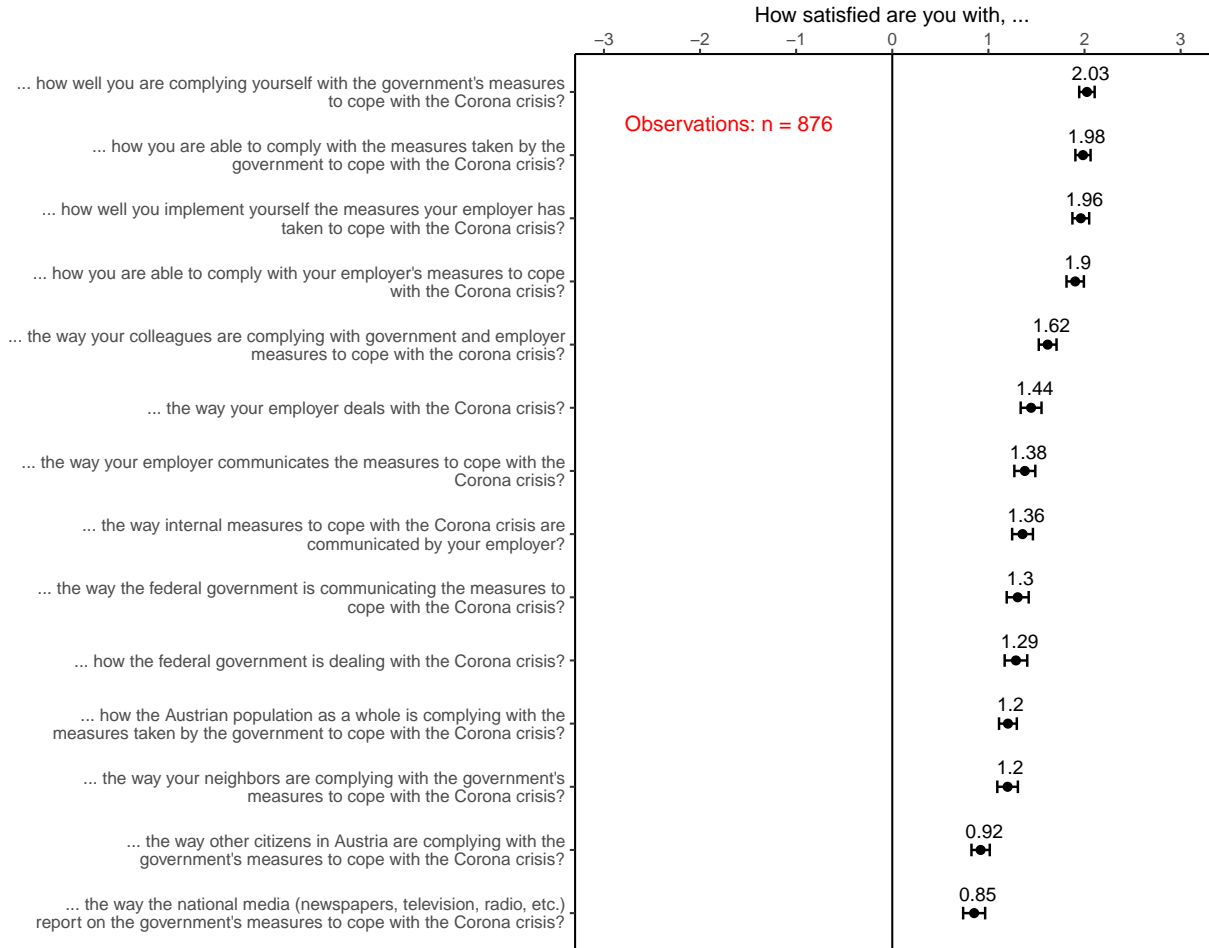 How satisfied are you with, ...
−3 −2 −1 0 1 2 3
... how well you are complying yourself with the government's measures
to cope with the Corona crisis?
2.03
Observations: n = 876
... how you are able to comply with the measures taken by the
government to cope with the Corona crisis?
1.98
... how well you implement yourself the measures your employer has
taken to cope with the Corona crisis?
1.96
... how you are able to comply with your employer's measures to cope
with the Corona crisis?
1.9
... the way your colleagues are complying with government and employer
measures to cope with the corona crisis?
1.62
... the way your employer deals with the Corona crisis?
1.44
... the way your employer communicates the measures to cope with the
Corona crisis?
1.38
... the way internal measures to cope with the Corona crisis are
communicated by your employer?
1.36
... the way the federal government is communicating the measures to
cope with the Corona crisis?
1.3
... how the federal government is dealing with the Corona crisis?
1.29
... how the Austrian population as a whole is complying with the
measures taken by the government to cope with the Corona crisis?
1.2
... the way your neighbors are complying with the government's
measures to cope with the Corona crisis?
1.2
... the way other citizens in Austria are complying with the
government's measures to cope with the Corona crisis?
0.92
... the way the national media (newspapers, television, radio, etc.)
report on the government's measures to cope with the Corona crisis?
0.85